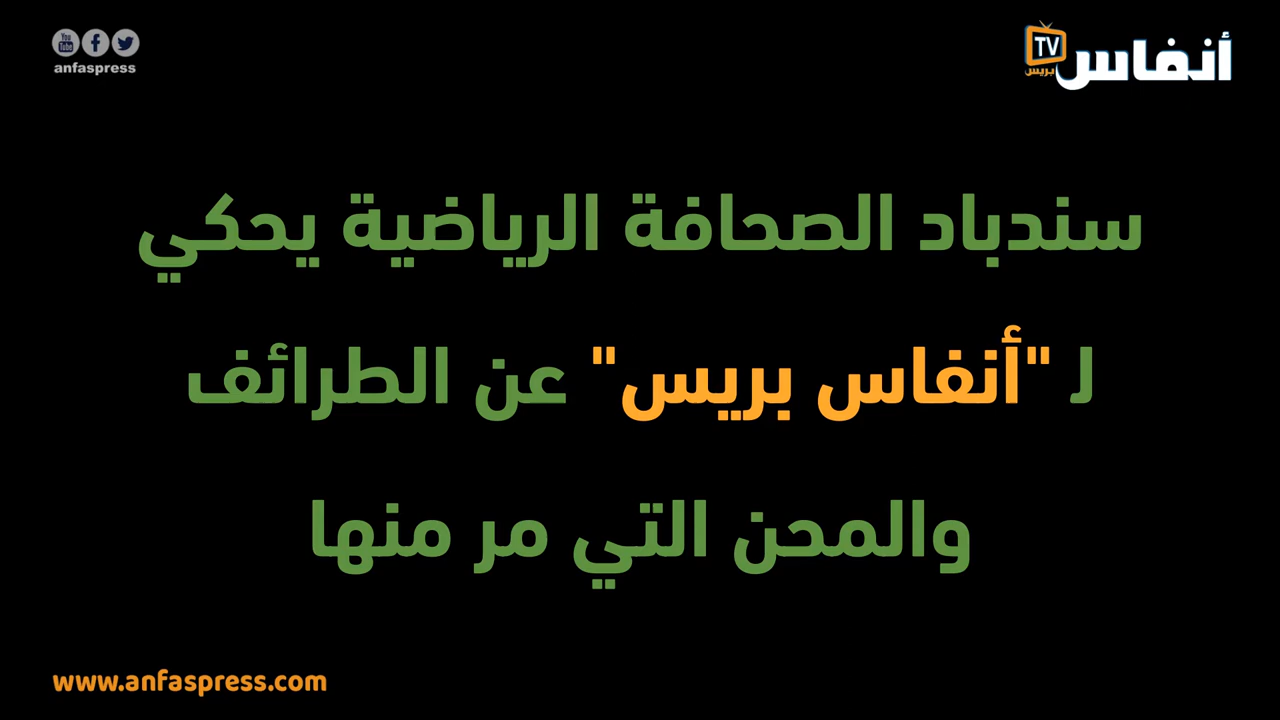 anfaspress
أنفاس
TV
بريس
سندباد الصحافة الرياضية يحكي
لـ "أنفاس بريس" عن الطرائف
والمحن التي مر منها
www.anfaspress.com